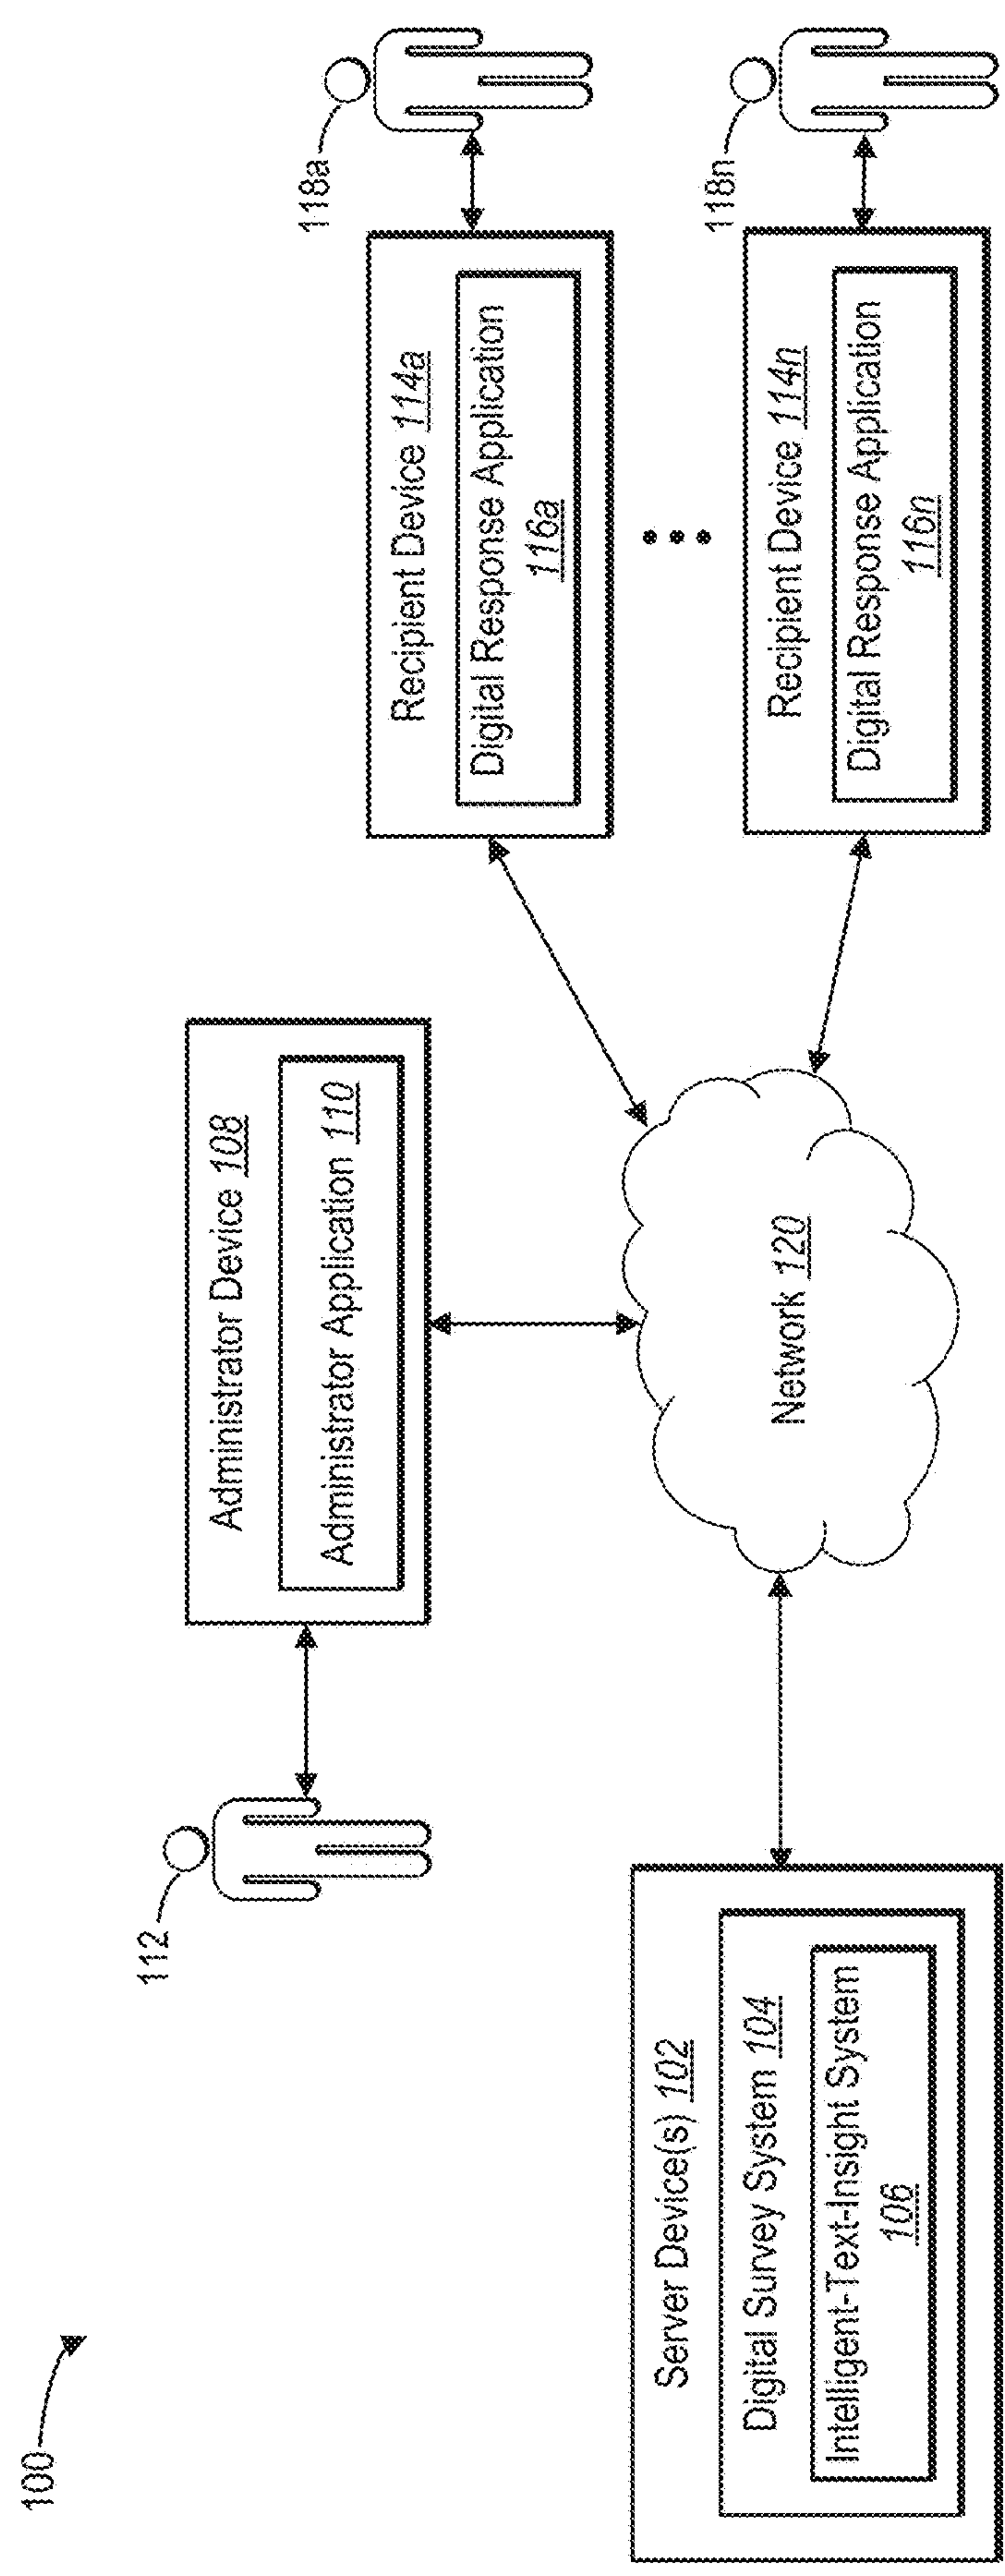 100
112
Administrator Device 108
Administrator Application 110
118a
Recipient Device 114a
Digital Response Application
116a
118n
Recipient Device 114n
Digital Response Application
116n
Server Device(s) 102
Digital Survey System 104
Intelligent-Text-Insight System
106
Network 120